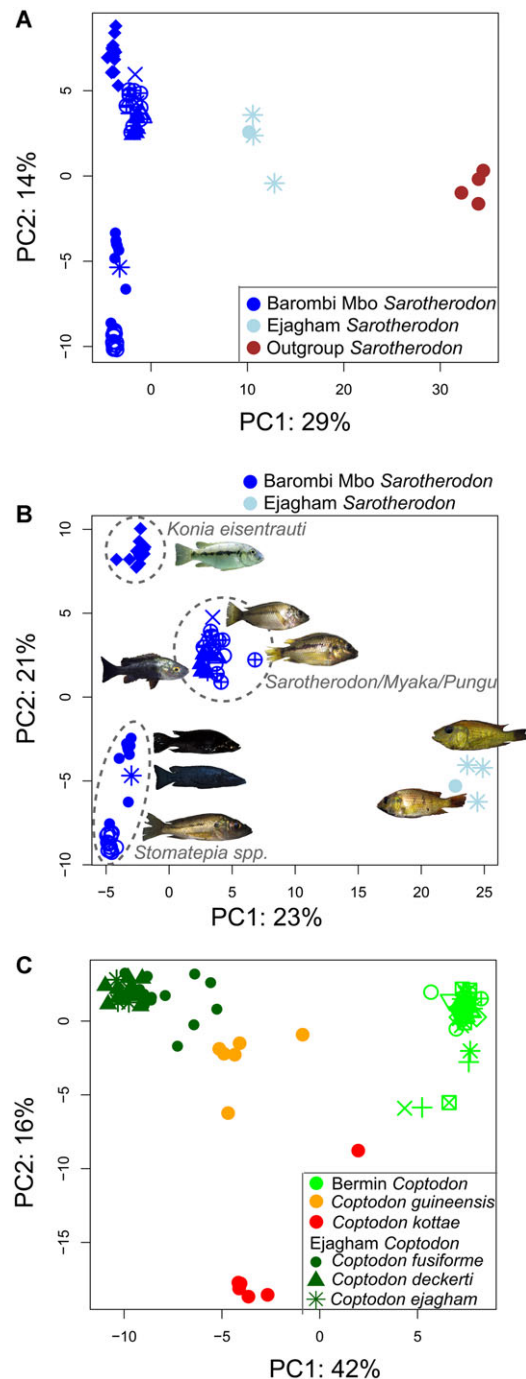 A
5
0
−5
−10
PC2: 14%
Barombi Mbo Sarotherodon
Ejagham Sarotherodon
Outgroup Sarotherodon
0 10 20 30
PC1: 29%
Barombi Mbo Sarotherodon
Ejagham Sarotherodon
B
10
5
0
−5
−10
PC2: 21%
Konia eisentrauti
Sarotherodon/Myaka/Pungu
Stomatepia spp.
−5 0 5 10 15 20 25
PC1: 23%
C
0
−5
−10
−15
PC2: 16%
Bermin Coptodon
Coptodon guineensis
Coptodon kottae
Ejagham Coptodon
Coptodon fusiforme
Coptodon deckerti
Coptodon ejagham
−10 −5 0 5
PC1: 42%